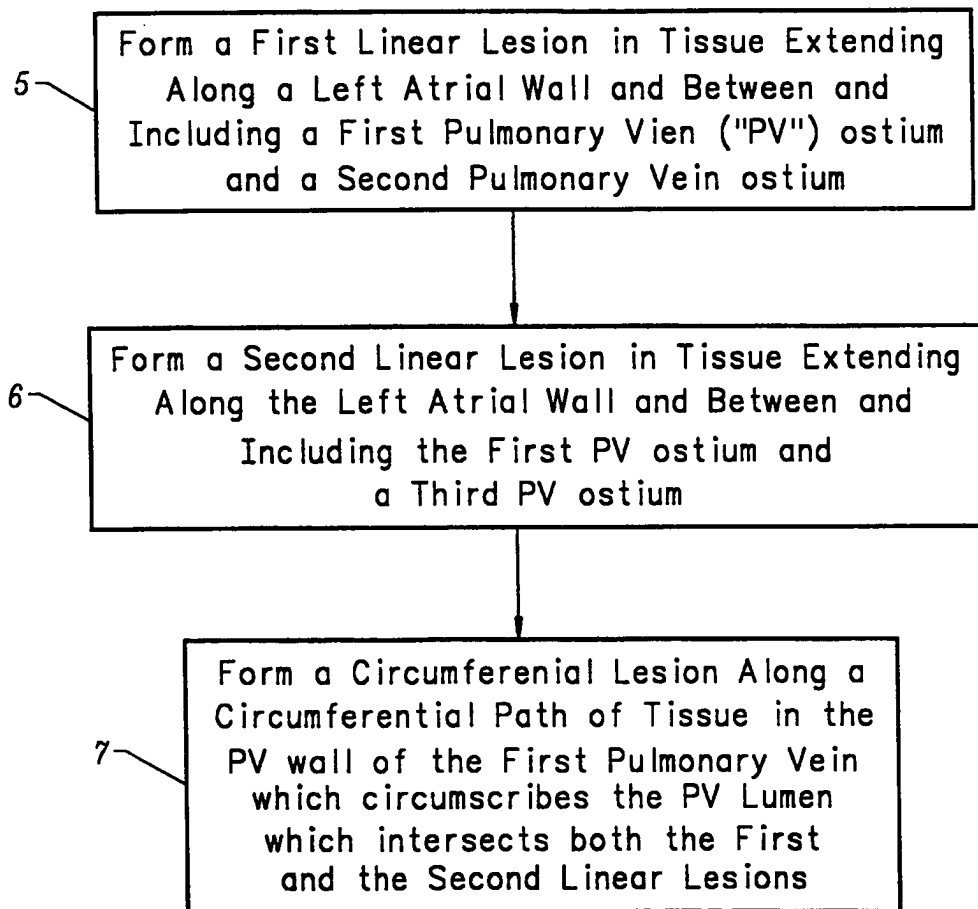 Form a First Linear Lesion in Tissue Extending
5
Along a Left Atrial Wall and Between and
Including a First Pulmonary Vien ("PV") ostium
and a Second Pulmonary Vein ostium
Form a Second Linear Lesion in Tissue Extending
6
Along the Left Atrial Wall and Between and
Including the First PV ostium and
a Third PV ostium
Form a Circumferenial Lesion Along a
Circumferential Path of Tissue in the
7
PV wall of the First Pulmonary Vein
which circumscribes the PV Lumen
which intersects both the First
and the Second Linear Lesions